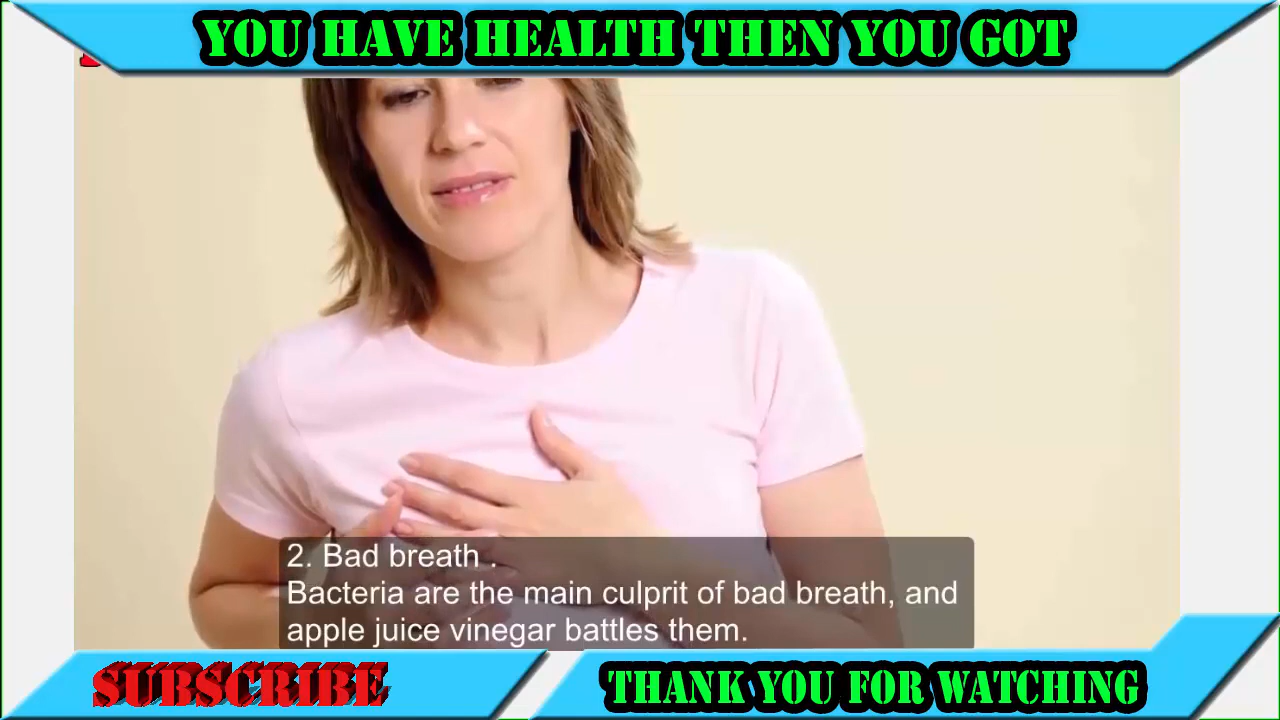 YOU HAVE HEALTH THEN YOU GOT
2. Bad breath .
Bacteria are the main culprit of bad breath, and
apple juice vinegar battles them.
SUBSCRIBE
THANK YOU FOR WATCHING